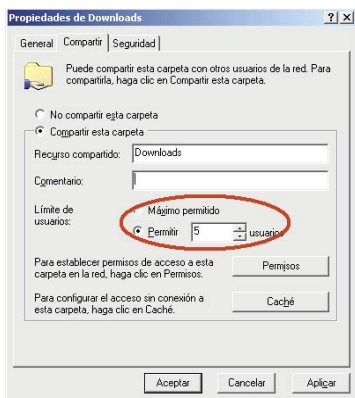 Propiedades de Downloads
? x
General Compartir Seguridad
Puede compartir esta carpeta con otros usuarios de la red. Para
compartirla, haga clic en Compartir esta carpeta.
No compartir esta carpeta
Compartir esta carpeta
Recurso compartido: Downloads
Comentario:
Límite de
usuarios:
Máximo permitido
Permitir 5 usuarios
Para establecer permisos de acceso a esta
carpeta en la red, haga clic en Permisos.
Permisos
Para configurar el acceso sin conexión a
esta carpeta, haga clic en Caché.
Caché
Aceptar Cancelar Aplicar